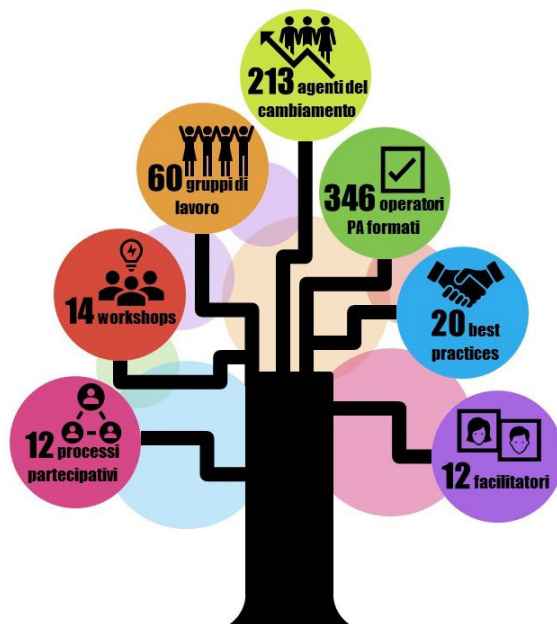 213 agenti del
cambiamento
60 gruppi di
lavoro
346 operatori
PA formati
14 workshops
20 best
practices
12 processi
partecipativi
12 facilitatori